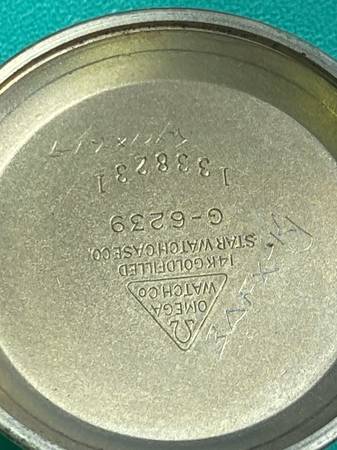 Ω
OMEGA
WATCH CO.
14K GOLD FILLED
STAR WATCH CASE CO.
G-6239
1338231